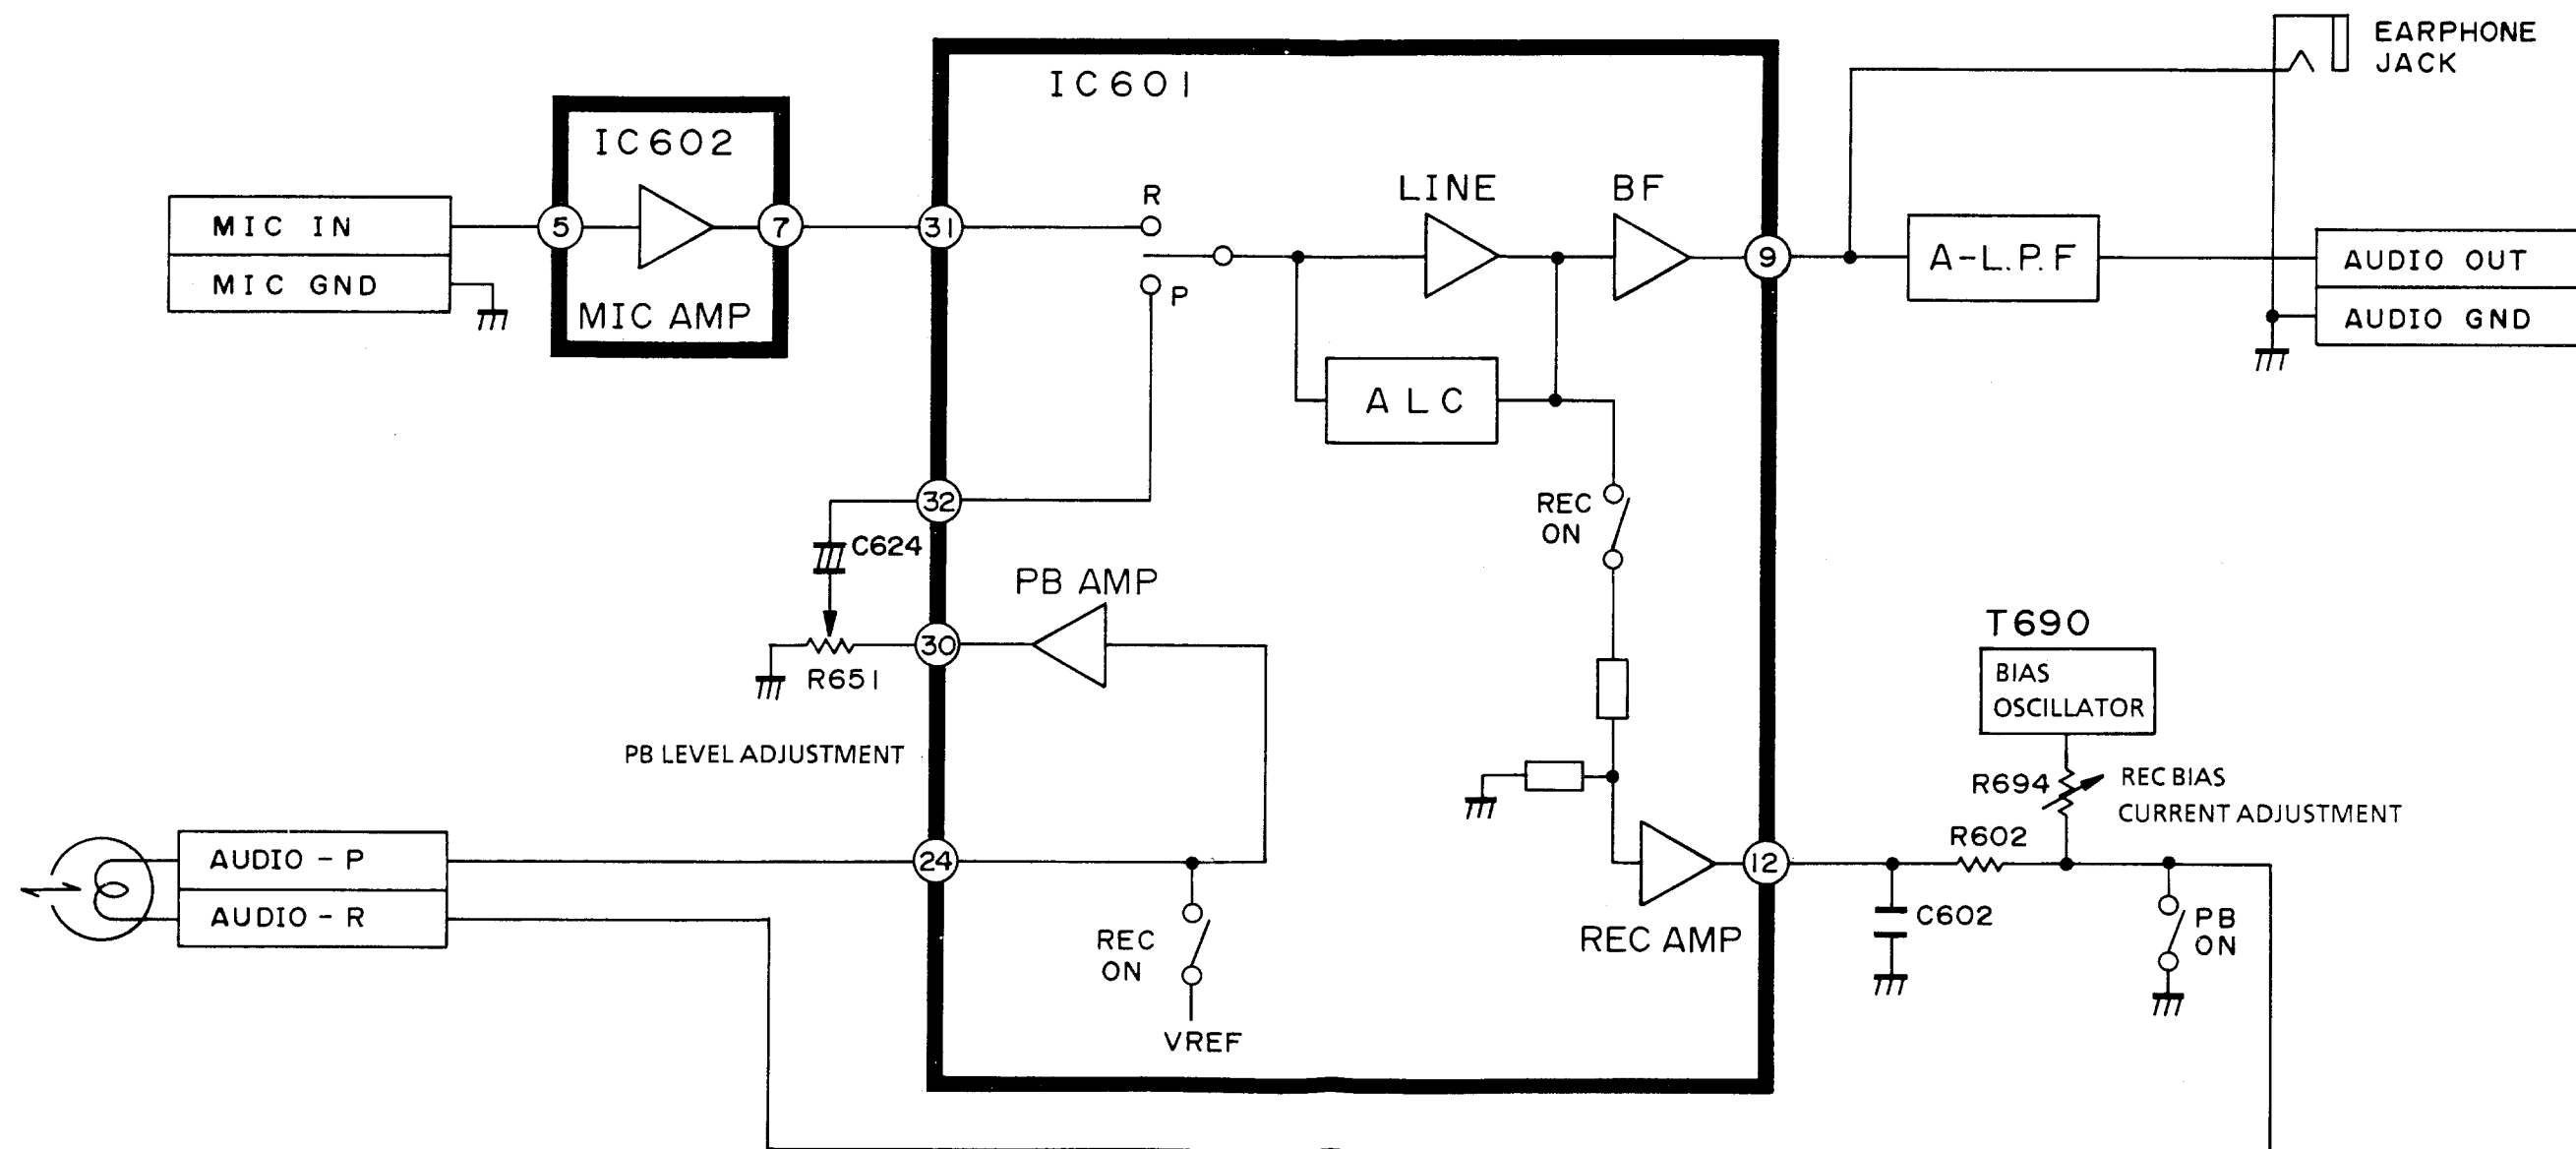 EARPHONE
JACK
IC601
IC602
MIC IN
MIC GND
5
7
MIC AMP
31
R
P
LINE
BF
9
A-L.P.F
AUDIO OUT
AUDIO GND
ALC
32
C624
REC
ON
PB AMP
30
R651
PB LEVEL ADJUSTMENT
T690
BIAS
OSCILLATOR
R694
REC BIAS
CURRENT ADJUSTMENT
R602
AUDIO - P
AUDIO - R
24
12
REC AMP
C602
PB
ON
REC
ON
VREF